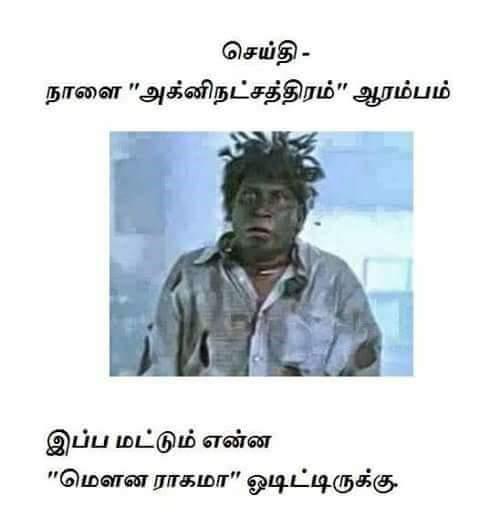 செய்தி -
நாளை "அக்னிநட்சத்திரம்" ஆரம்பம்
இப்ப மட்டும் என்ன
"மௌன ராகமா" ஓடிட்டிருக்கு.